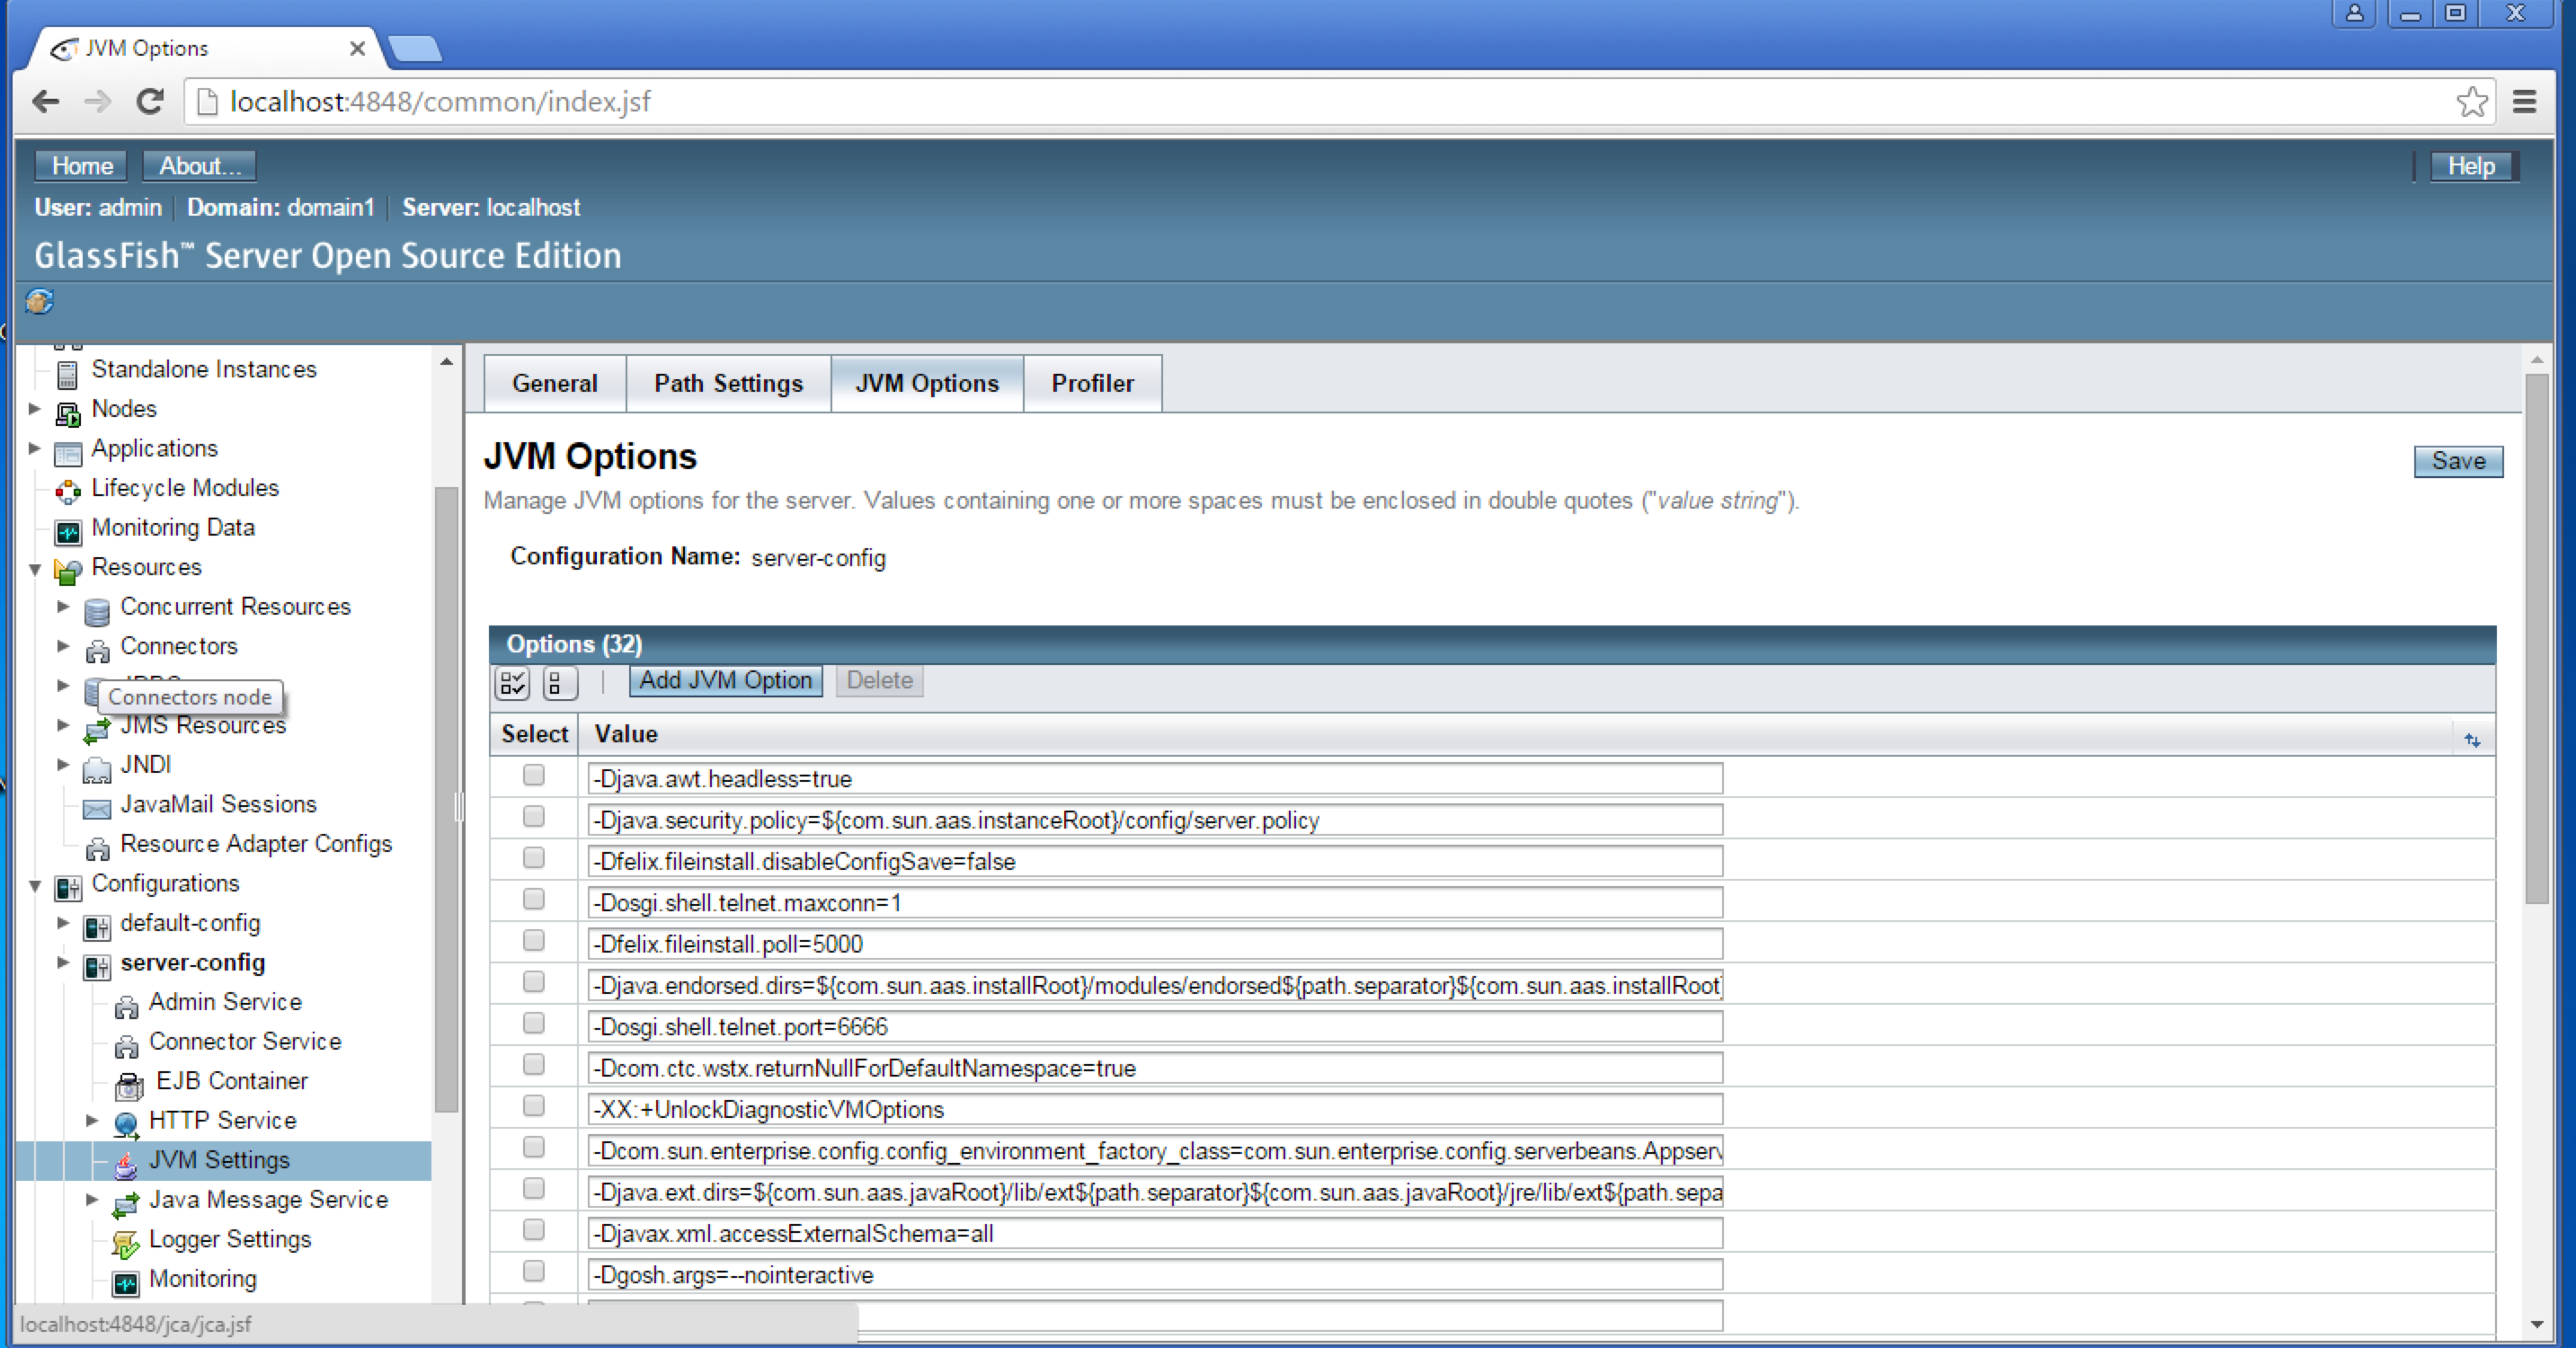 JVM Options
localhost:4848/common/index.jsf
Home About... Help
User: admin Domain: domain1 Server: localhost
GlassFish™ Server Open Source Edition
Standalone Instances
Nodes
Applications
Lifecycle Modules
Monitoring Data
Resources
Concurrent Resources
Connectors
Connectors node
JMS Resources
JNDI
JavaMail Sessions
Resource Adapter Configs
Configurations
default-config
server-config
Admin Service
Connector Service
EJB Container
HTTP Service
JVM Settings
Java Message Service
Logger Settings
Monitoring
localhost:4848/jca/jca.jsf
General Path Settings JVM Options Profiler
JVM Options
Save
Manage JVM options for the server. Values containing one or more spaces must be enclosed in double quotes ("value string").
Configuration Name: server-config
Options (32)
Add JVM Option Delete
Select Value
-Djava.awt.headless=true
-Djava.security.policy=${com.sun.aas.instanceRoot}/config/server.policy
-Dfelix.fileinstall.disableConfigSave=false
-Dosgi.shell.telnet.maxconn=1
-Dfelix.fileinstall.poll=5000
-Djava.endorsed.dirs=${com.sun.aas.installRoot}/modules/endorsed${path.separator}${com.sun.aas.installRoot}
-Dosgi.shell.telnet.port=6666
-Dcom.ctc.wstx.returnNullForDefaultNamespace=true
-XX:+UnlockDiagnosticVMOptions
-Dcom.sun.enterprise.config.config_environment_factory_class=com.sun.enterprise.config.serverbeans.Appserv
-Djava.ext.dirs=${com.sun.aas.javaRoot}/lib/ext${path.separator}${com.sun.aas.javaRoot}/jre/lib/ext${path.sepa
-Djavax.xml.accessExternalSchema=all
-Dgosh.args=--nointeractive